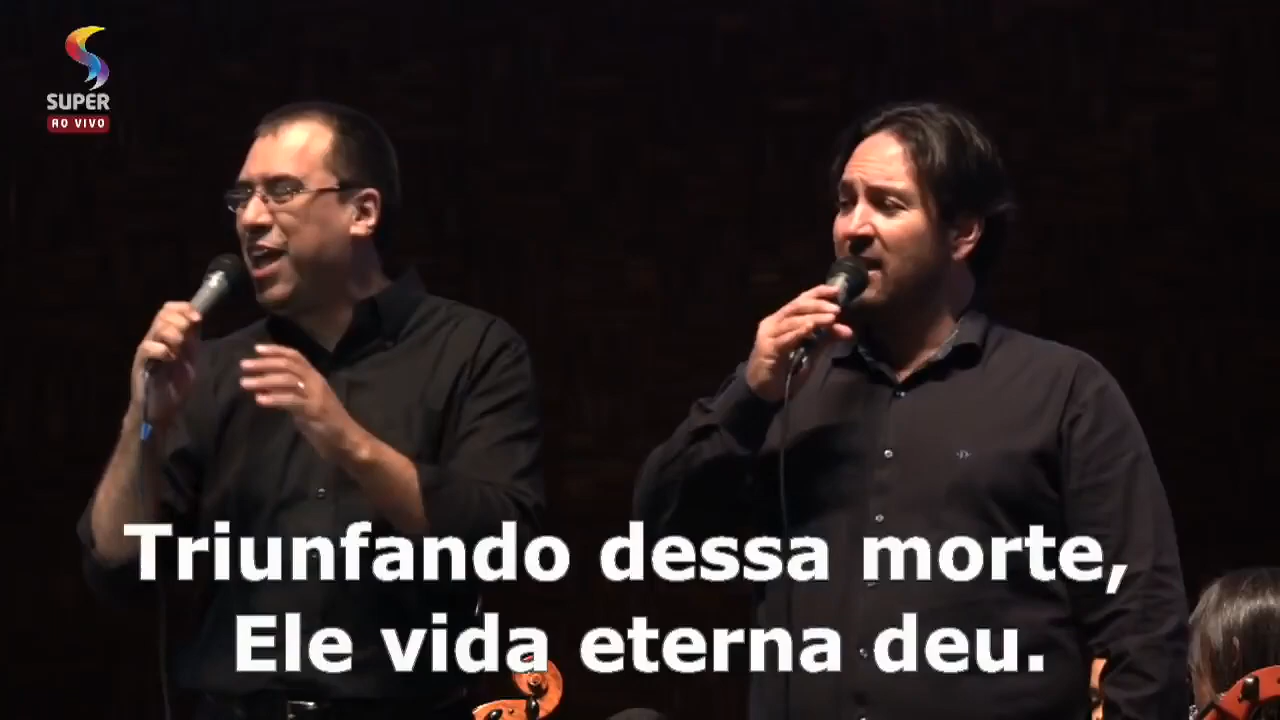 SUPER
AO VIVO
Triunfando dessa morte,
Ele vida eterna deu.